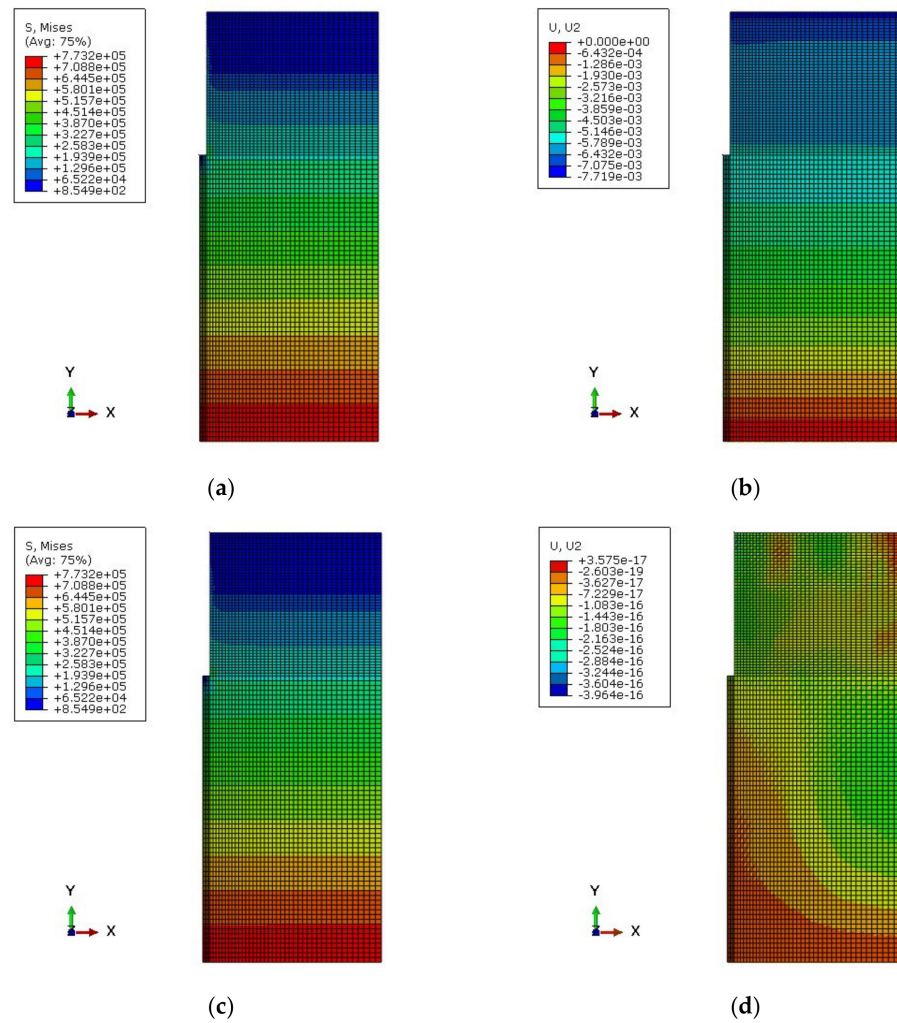 S, Mises
(Avg: 75%)
+7.732e+05
+7.088e+05
+6.445e+05
+5.801e+05
+5.157e+05
+4.514e+05
+3.870e+05
+3.227e+05
+2.583e+05
+1.939e+05
+1.296e+05
+6.522e+04
+8.549e+02
Y
Z
X
(a)
U, U2
+0.000e+00
-6.432e-04
-1.286e-03
-1.930e-03
-2.573e-03
-3.216e-03
-3.859e-03
-4.503e-03
-5.146e-03
-5.789e-03
-6.432e-03
-7.075e-03
-7.719e-03
Y
Z
X
(b)
S, Mises
(Avg: 75%)
+7.732e+05
+7.088e+05
+6.445e+05
+5.801e+05
+5.157e+05
+4.514e+05
+3.870e+05
+3.227e+05
+2.583e+05
+1.939e+05
+1.296e+05
+6.522e+04
+8.549e+02
Y
Z
X
(c)
U, U2
+3.575e-17
-2.603e-19
-3.627e-17
-7.229e-17
-1.083e-16
-1.443e-16
-1.803e-16
-2.163e-16
-2.524e-16
-2.884e-16
-3.244e-16
-3.604e-16
-3.964e-16
Y
Z
X
(d)